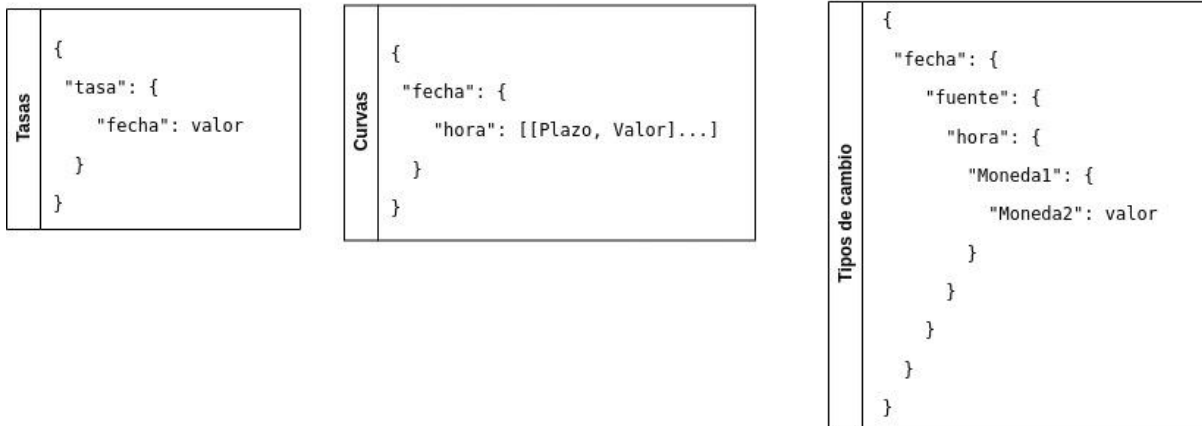 Tasas
{
"tasa": {
"fecha": valor
}
}
Curvas
{
"fecha": {
"hora": [[Plazo, Valor]...]
}
}
Tipos de cambio
{
"fecha": {
"fuente": {
"hora": {
"Moneda1": {
"Moneda2": valor
}
}
}
}
}